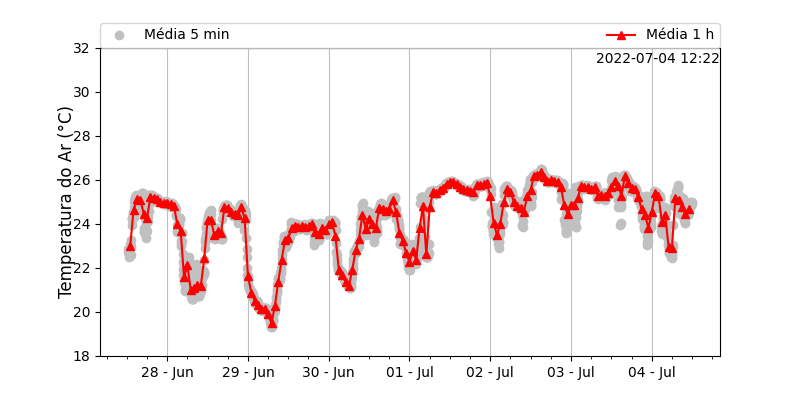 Média 5 min
Média 1 h
2022-07-04 12:22
Temperatura do Ar (°C)
32
30
28
26
24
22
20
18
28 - Jun
29 - Jun
30 - Jun
01 - Jul
02 - Jul
03 - Jul
04 - Jul